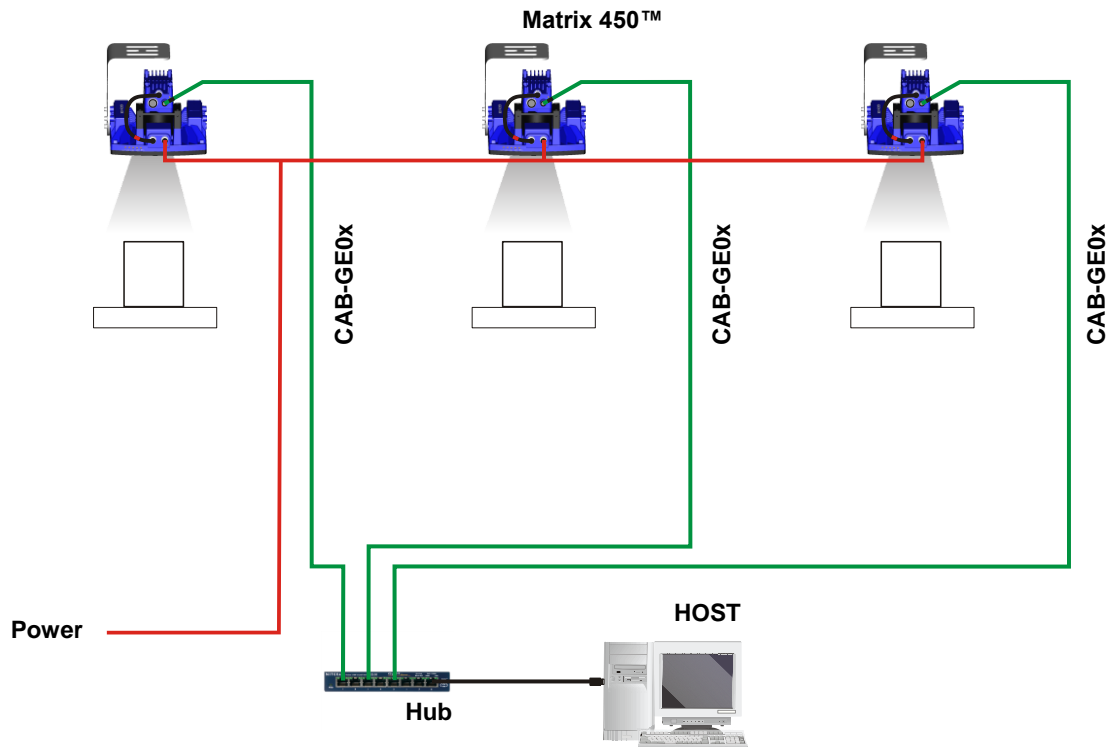 Matrix 450™
CAB-GE0x
CAB-GE0x
CAB-GE0x
Power
HOST
Hub